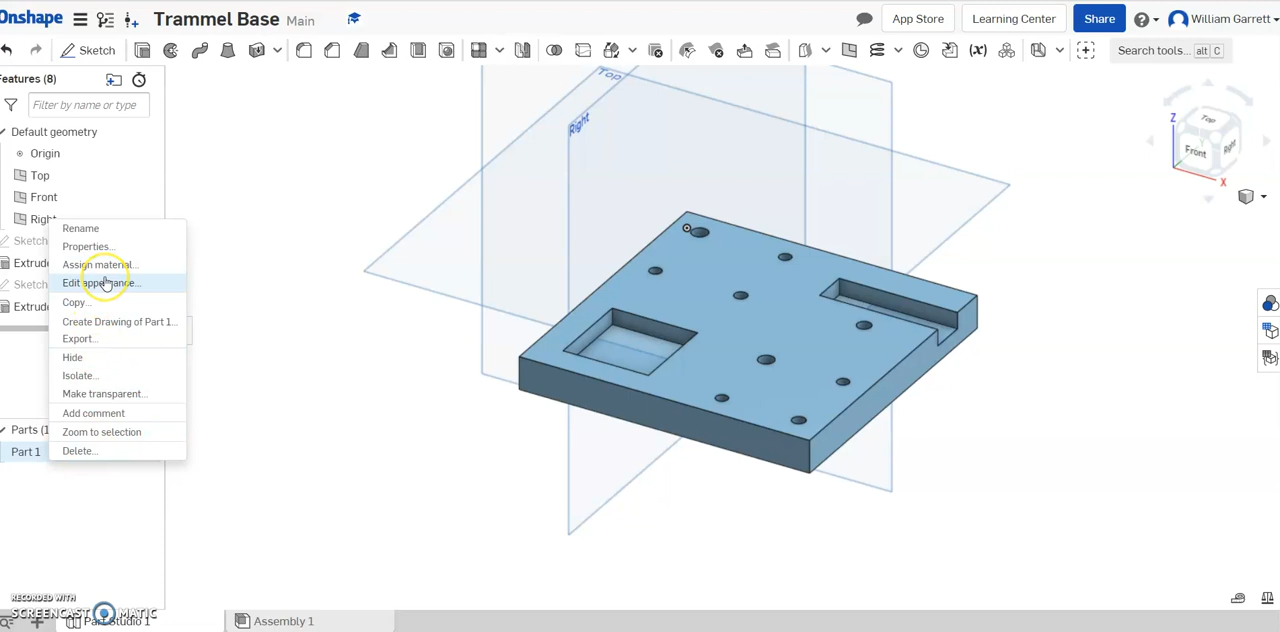 Onshape Trammel Base Main App Store Learning Center Share William Garrett
Sketch Search tools... alt C
Features (8)
Filter by name or type
Default geometry
Origin
Top
Front
Right
Sketch
Extrude
Sketch
Extrude
Parts (1
Part 1
Rename
Properties...
Assign material...
Edit appearance...
Copy...
Create Drawing of Part 1...
Export...
Hide
Isolate...
Make transparent...
Add comment
Zoom to selection
Delete...
Top
Right
Top
Z
Front
Right
X
RECORDED WITH
SCREENCAST MATIC
Part Studio 1 Assembly 1